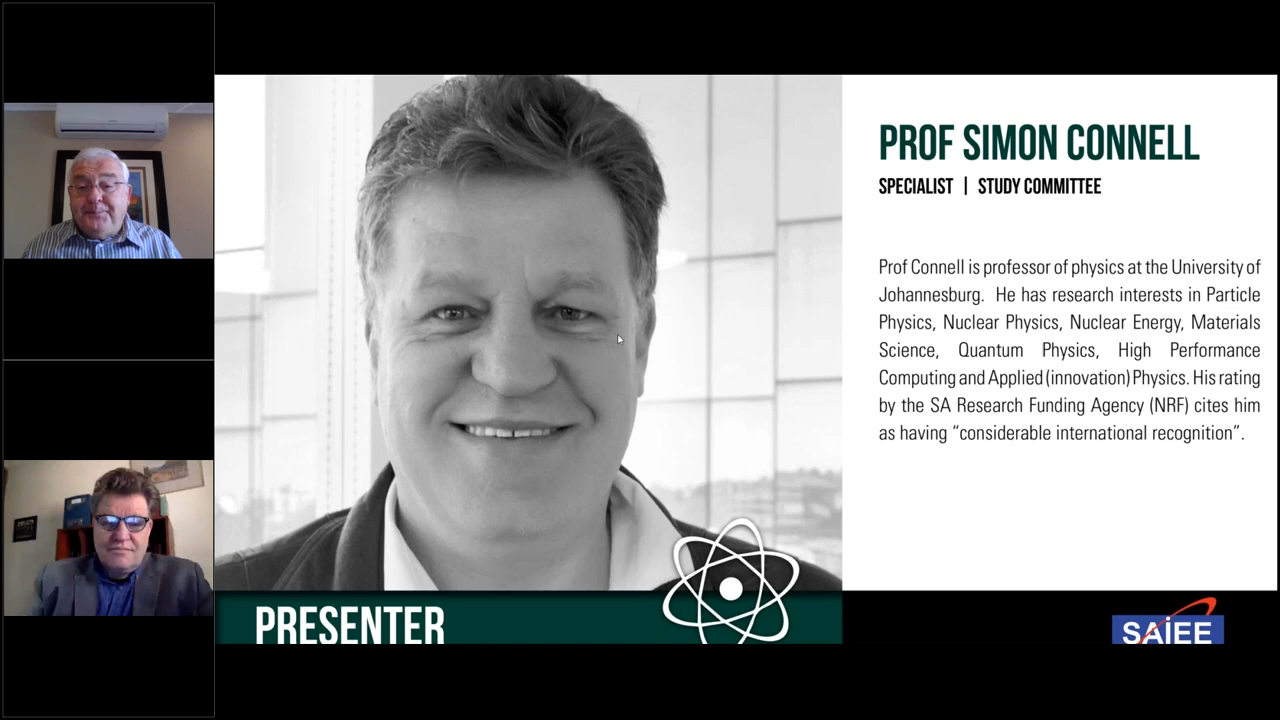 PROF SIMON CONNELL
SPECIALIST | STUDY COMMITTEE
Prof Connell is professor of physics at the University of
Johannesburg. He has research interests in Particle
Physics, Nuclear Physics, Nuclear Energy, Materials
Science, Quantum Physics, High Performance
Computing and Applied (innovation) Physics. His rating
by the SA Research Funding Agency (NRF) cites him
as having “considerable international recognition”.
PRESENTER
SAIEE